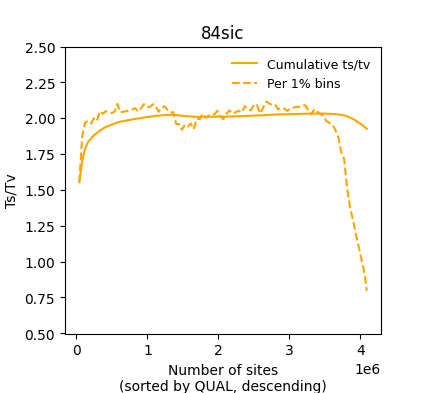 84sic
Cumulative ts/tv
Per 1% bins
2.50
2.25
2.00
1.75
1.50
1.25
1.00
0.75
0.50
Ts/Tv
0 1 2 3 4
1e6
Number of sites
(sorted by QUAL, descending)